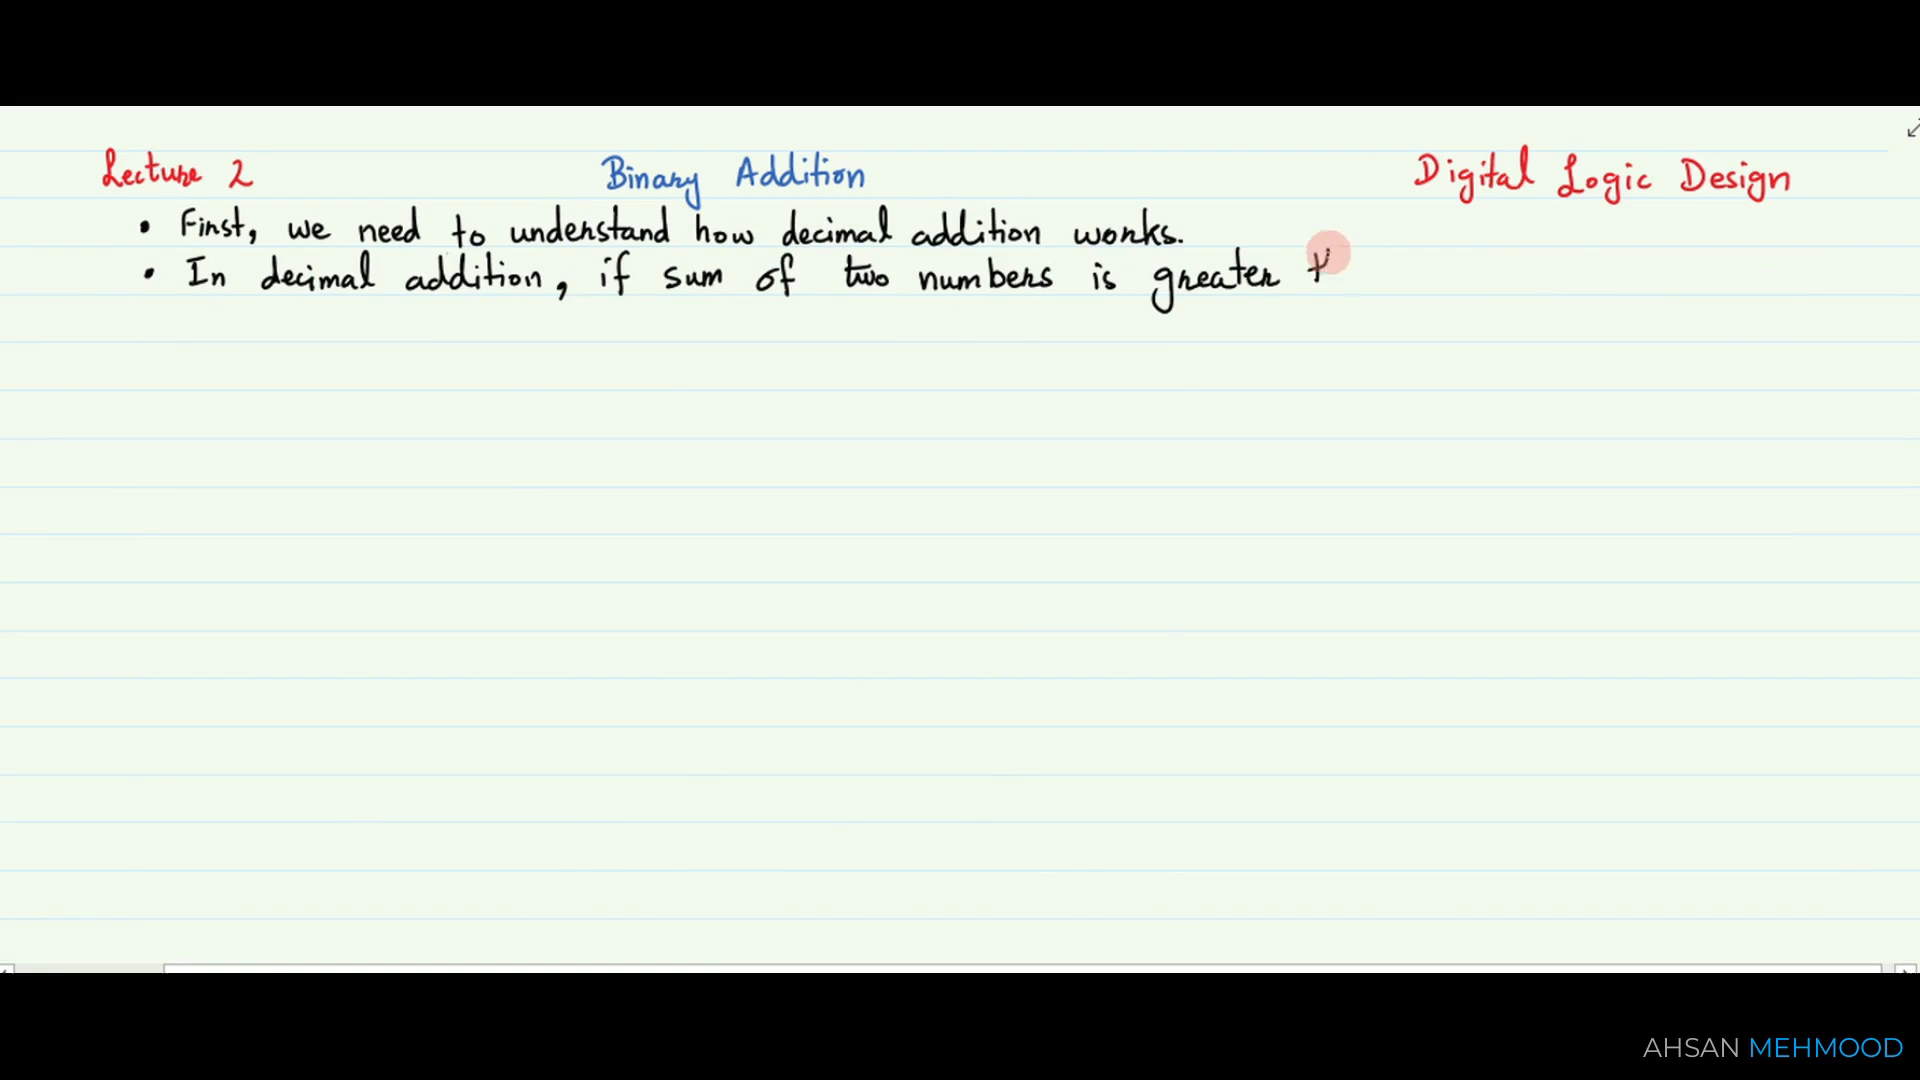 Lecture 2 Binary Addition Digital Logic Design
• First, we need to understand how decimal addition works.
• In decimal addition, if sum of two numbers is greater
AHSAN MEHMOOD